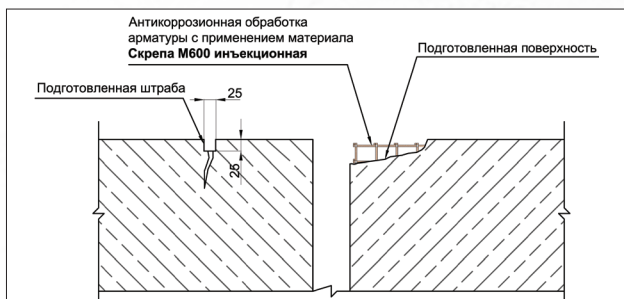 Антикоррозионная обработка
арматуры с применением материала
Скрепа М600 инъекционная
Подготовленная поверхность
Подготовленная штраба
25
25